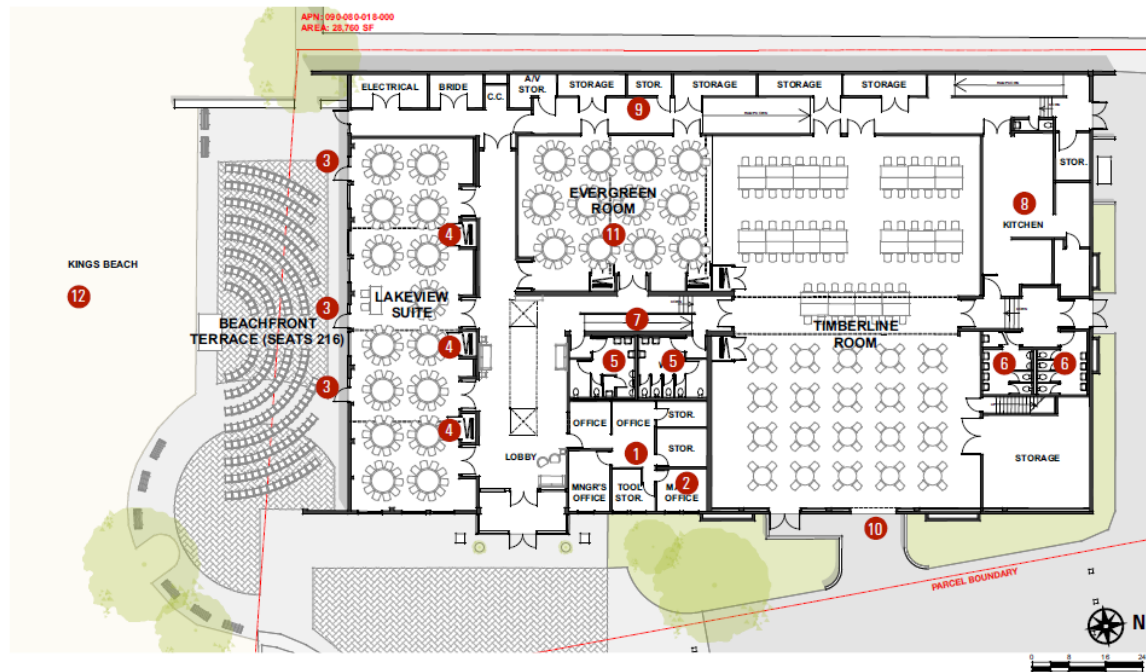 APN: 090-080-018-000
AREA: 28,760 SF
ELECTRICAL
BRIDE
C.C.
A/V
STOR.
STORAGE
STOR.
STORAGE
STORAGE
STORAGE
9
3
EVERGREEN
ROOM
11
STOR.
8
KITCHEN
4
KINGS BEACH
12
LAKEVIEW
SUITE
3
BEACHFRONT
TERRACE (SEATS 216)
7
TIMBERLINE
ROOM
4
5
5
6
6
3
4
OFFICE
OFFICE
STOR.
LOBBY
1
STOR.
STORAGE
MNGR'S
OFFICE
TOOL
STOR.
2
OFFICE
10
PARCEL BOUNDARY
N
0
8
16
24